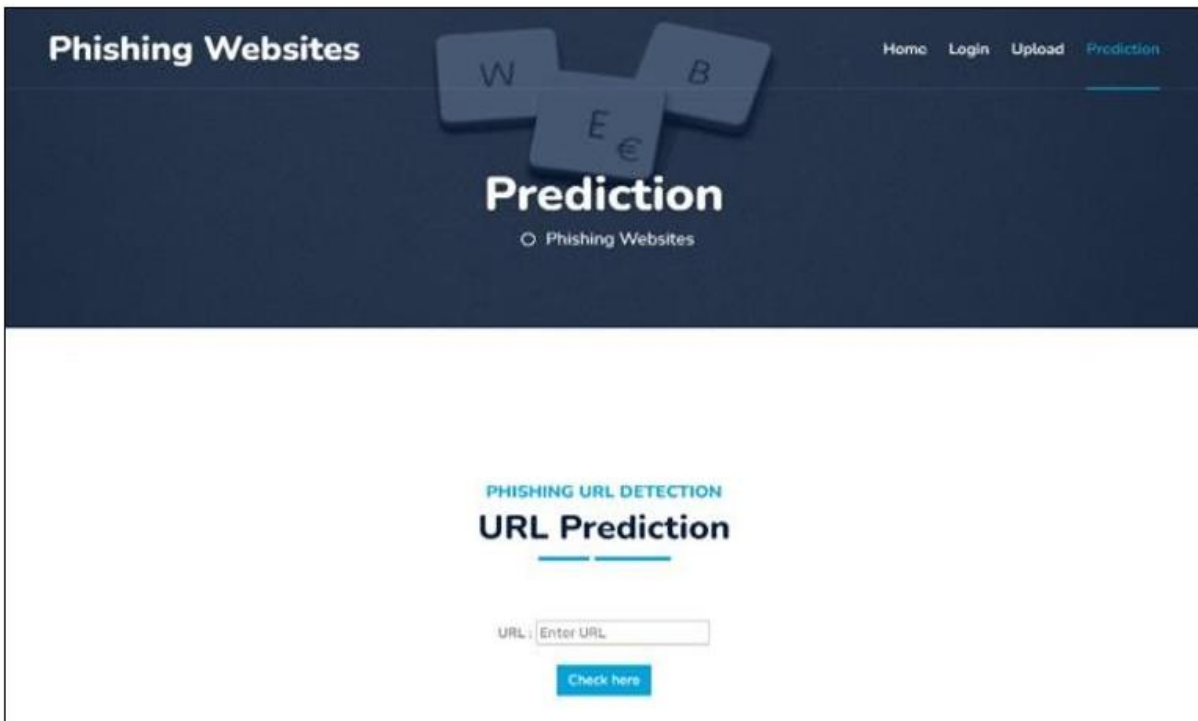 Phishing Websites
Home Login Upload Prediction
W
B
E €
Prediction
Phishing Websites
PHISHING URL DETECTION
URL Prediction
URL : Enter URL
Check here